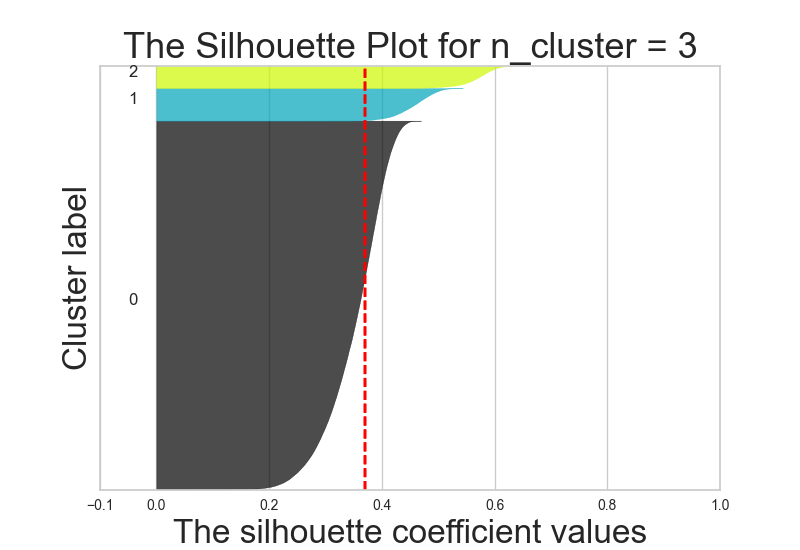 The Silhouette Plot for n_cluster = 3
2
1
0
Cluster label
−0.1 0.0 0.2 0.4 0.6 0.8 1.0
The silhouette coefficient values